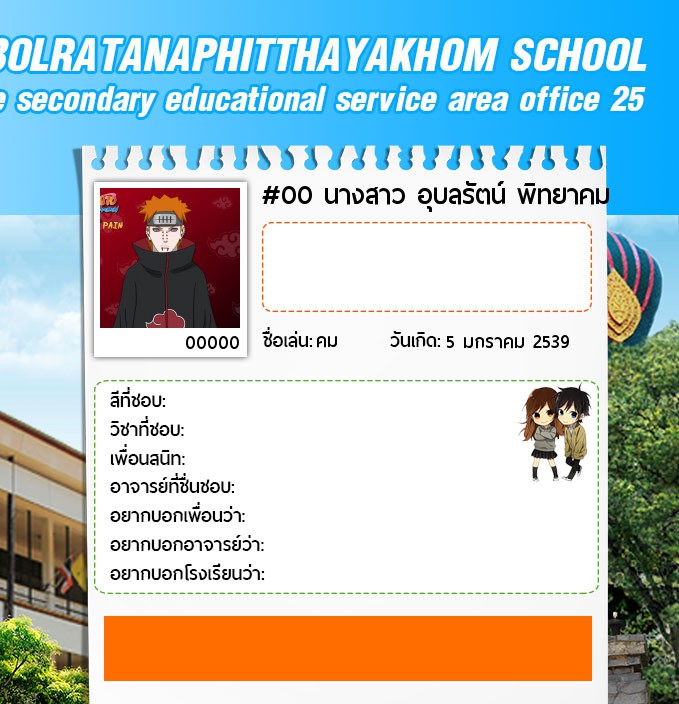 BOLRATANAPHITTHAYAKHOM SCHOOL
e secondary educational service area office 25
#00 นางสาว อุบลรัตน์ พิทยาคม
PAIN
00000
ชื่อเล่น: คม วันเกิด: 5 มกราคม 2539
สีที่ชอบ:
วิชาที่ชอบ:
เพื่อนสนิท:
อาจารย์ที่ชื่นชอบ:
อยากบอกเพื่อนว่า:
อยากบอกอาจารย์ว่า:
อยากบอกโรงเรียนว่า: